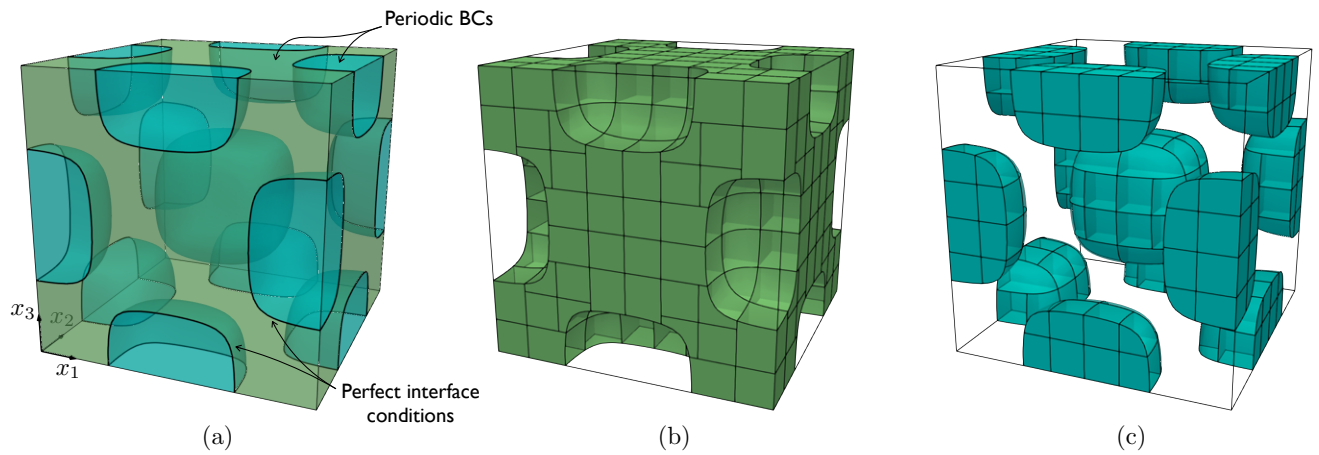 Periodic BCs
x₃
x₂
x₁
Perfect interface
conditions
(a)
(b)
(c)